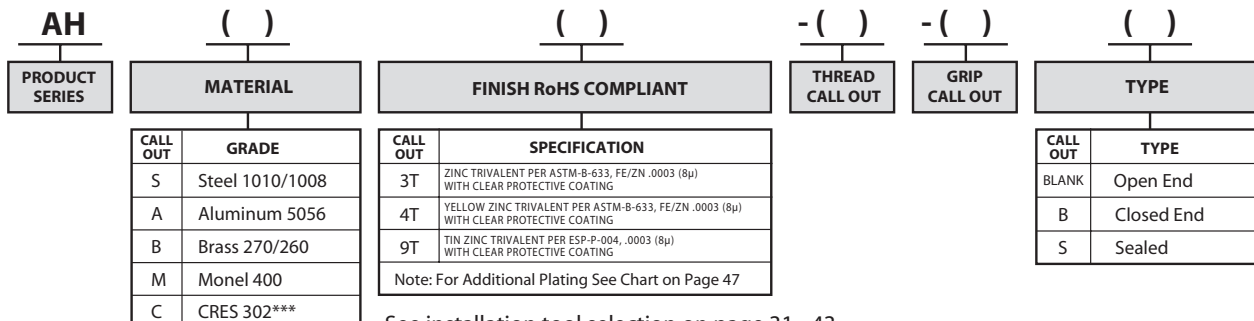 AH ( ) ( ) - ( ) - ( ) ( )
PRODUCT SERIES
MATERIAL
FINISH RoHS COMPLIANT
THREAD CALL OUT
GRIP CALL OUT
TYPE
CALL OUT GRADE
S Steel 1010/1008
A Aluminum 5056
B Brass 270/260
M Monel 400
C CRES 302***
CALL OUT SPECIFICATION
3T ZINC TRIVALENT PER ASTM-B-633, FE/ZN .0003 (8µ)
WITH CLEAR PROTECTIVE COATING
4T YELLOW ZINC TRIVALENT PER ASTM-B-633, FE/ZN .0003 (8µ)
WITH CLEAR PROTECTIVE COATING
9T TIN ZINC TRIVALENT PER ESP-P-004, .0003 (8µ)
WITH CLEAR PROTECTIVE COATING
Note: For Additional Plating See Chart on Page 47
CALL OUT TYPE
BLANK Open End
B Closed End
S Sealed